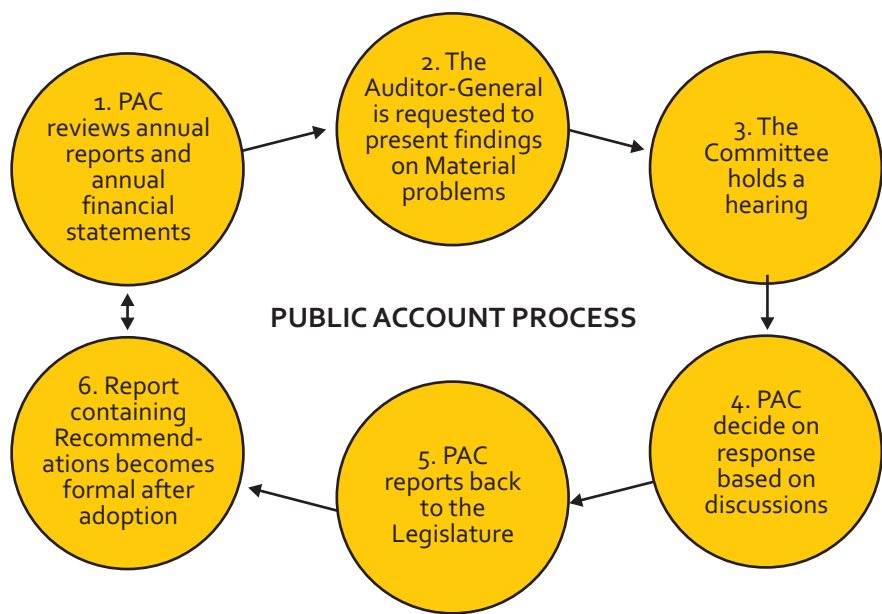 1. PAC
reviews annual
reports and
annual
financial
statements
2. The
Auditor-General
is requested to
present findings
on Material
problems
3. The
Committee
holds a
hearing
PUBLIC ACCOUNT PROCESS
4. PAC
decide on
response
based on
discussions
5. PAC
reports back
to the
Legislature
6. Report
containing
Recommend-
ations becomes
formal after
adoption